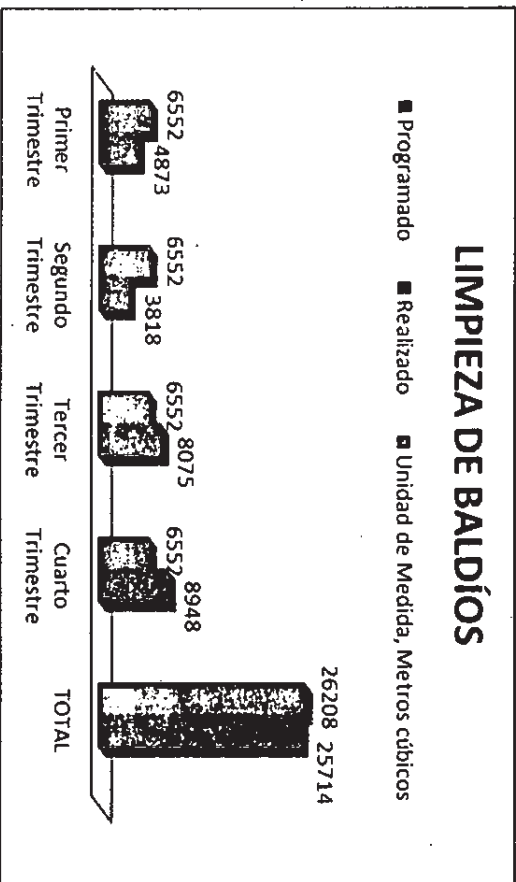 LIMPIEZA DE BALDÍOS
Programado Realizado Unidad de Medida, Metros cúbicos
6552 4873
6552 3818
6552 8075
6552 8948
26208 25714
Primer Segundo Tercer Cuarto TOTAL
Trimestre Trimestre Trimestre Trimestre